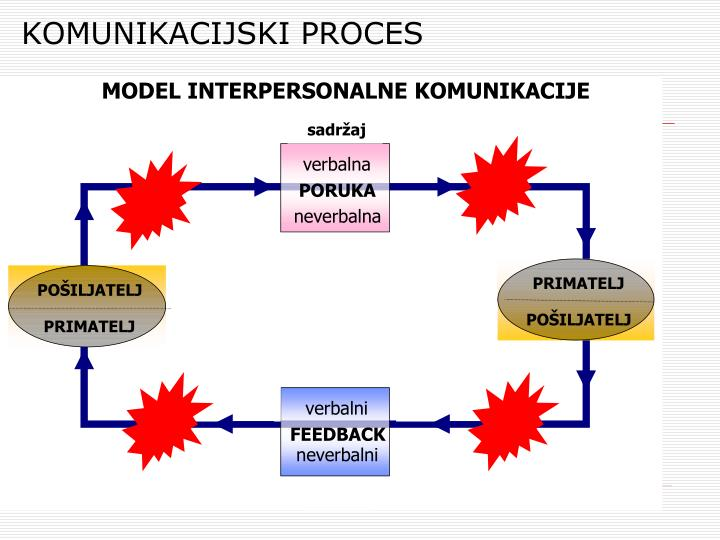 KOMUNIKACIJSKI PROCES
MODEL INTERPERSONALNE KOMUNIKACIJE
sadržaj
verbalna
PORUKA
neverbalna
POŠILJATELJ
PRIMATELJ
PRIMATELJ
POŠILJATELJ
verbalni
FEEDBACK
neverbalni